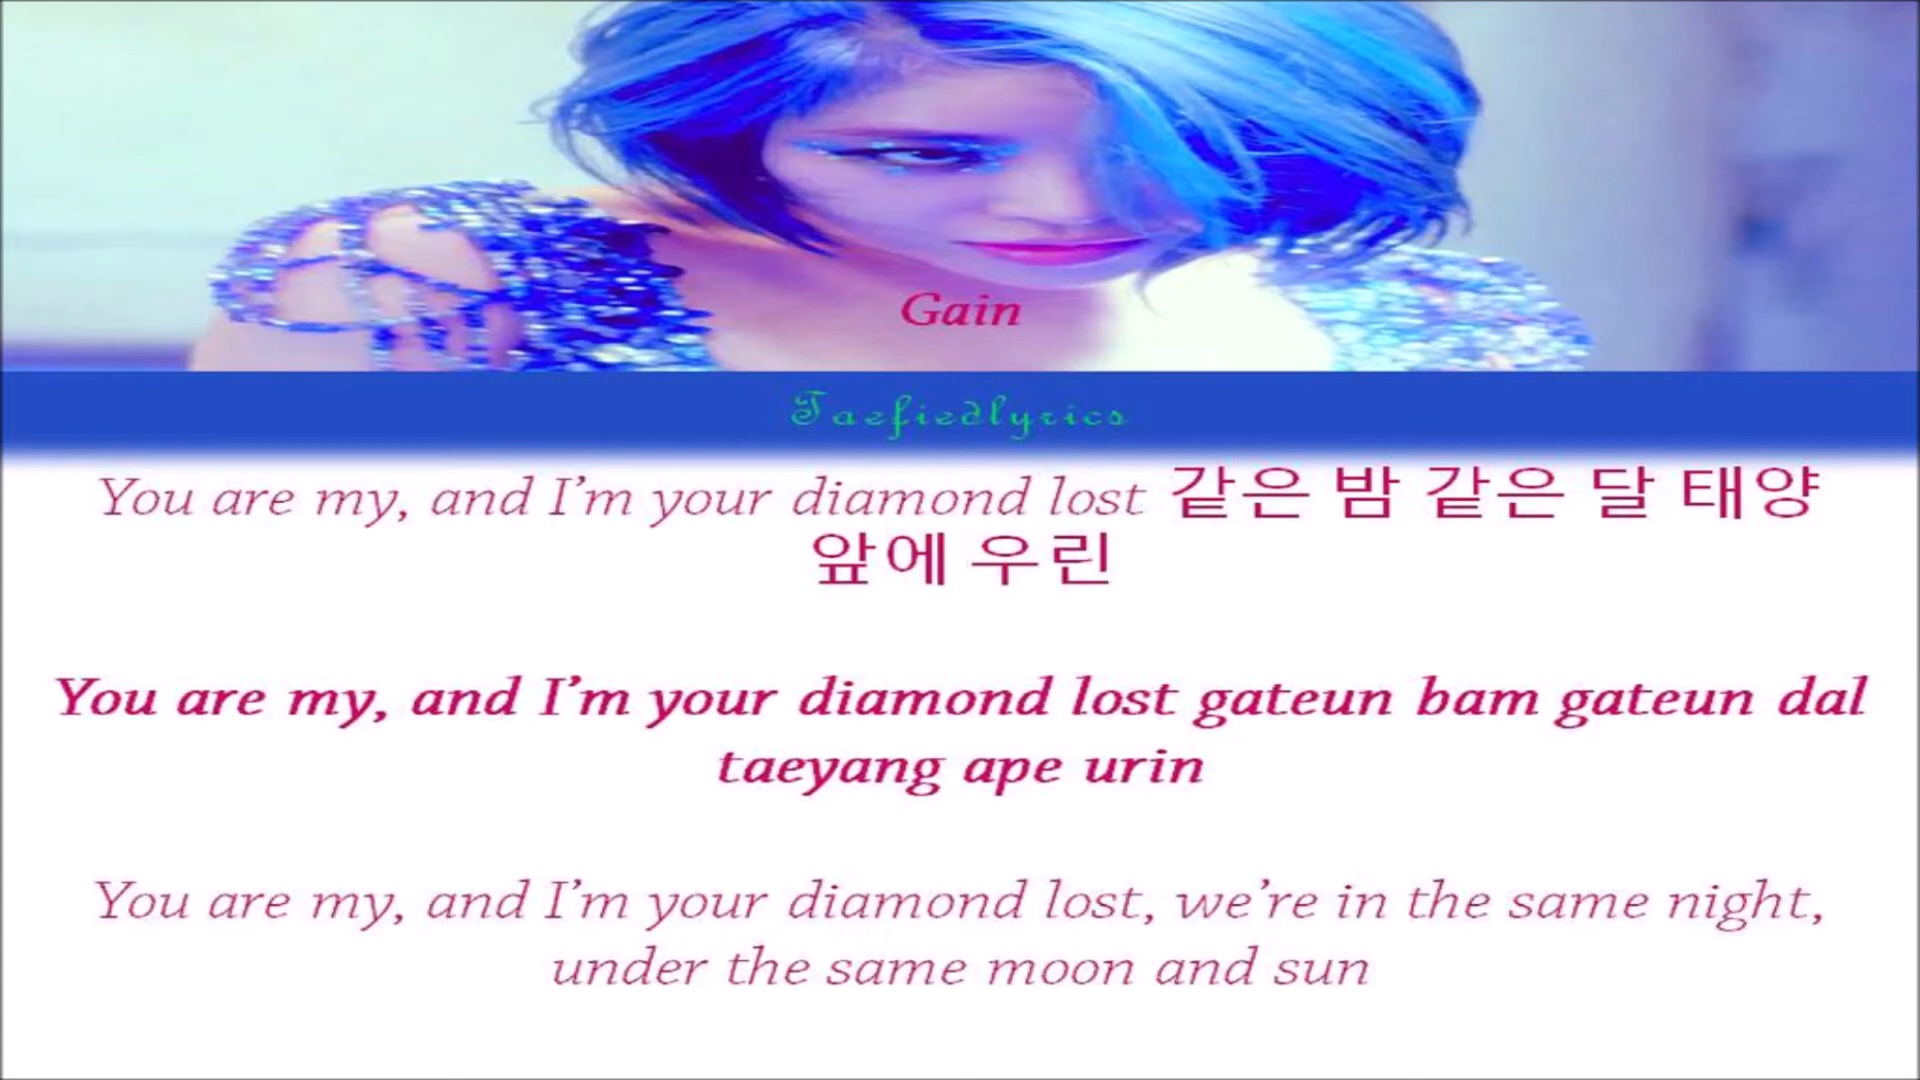 Gain
Taefiedlyrics
You are my, and I'm your diamond lost 같은 밤 같은 달 태양
앞에 우린
You are my, and I'm your diamond lost gateun bam gateun dal
taeyang ape urin
You are my, and I'm your diamond lost, we're in the same night,
under the same moon and sun